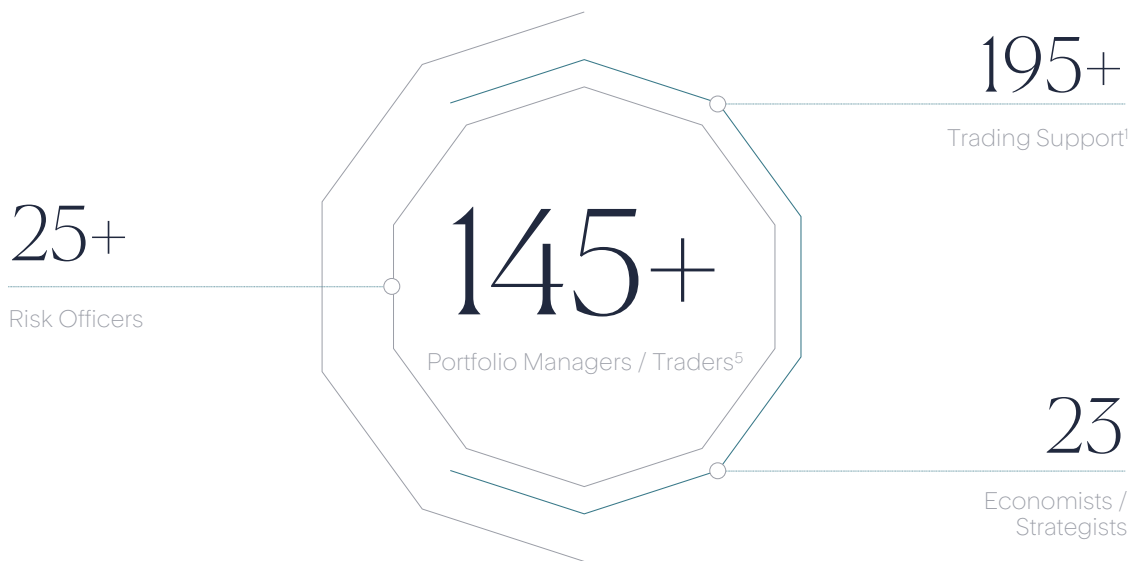 195+
Trading Support¹
25+
Risk Officers
145+
Portfolio Managers / Traders⁵
23
Economists /
Strategists